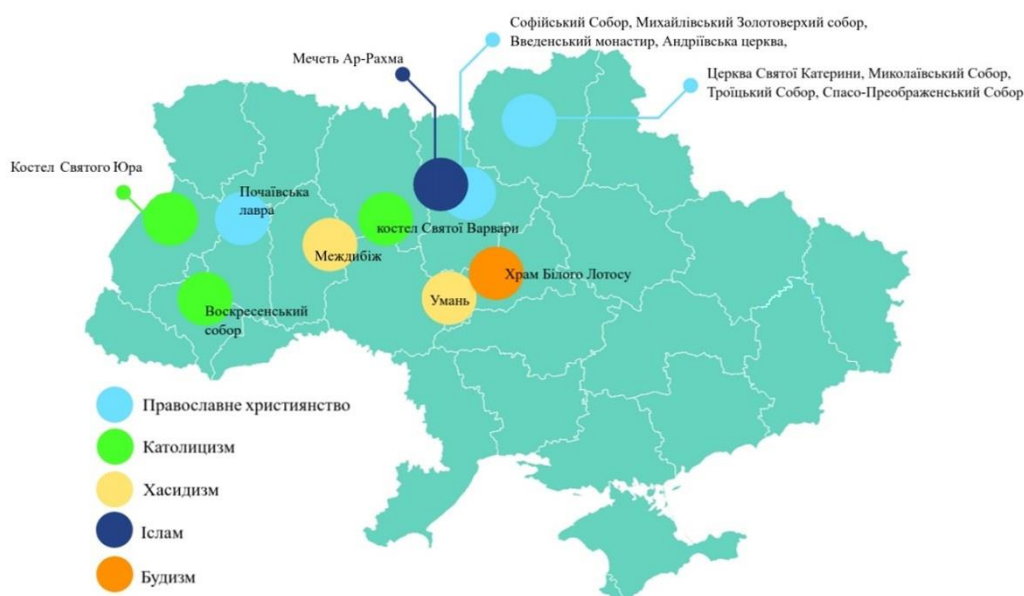 Софійський Собор, Михайлівський Золотоверхий собор,
Введенський монастир, Андріївська церква,
Мечеть Ар-Рахма
Церква Святої Катерини, Миколаївський Собор,
Троїцький Собор, Спасо-Преображенський Собор
Костел Святого Юра
Почаївська
лавра
костел Святої Варвари
Междибіж
Храм Білого Лотосу
Умань
Воскресенський
собор
Православне християнство
Католицизм
Хасидизм
Іслам
Будизм